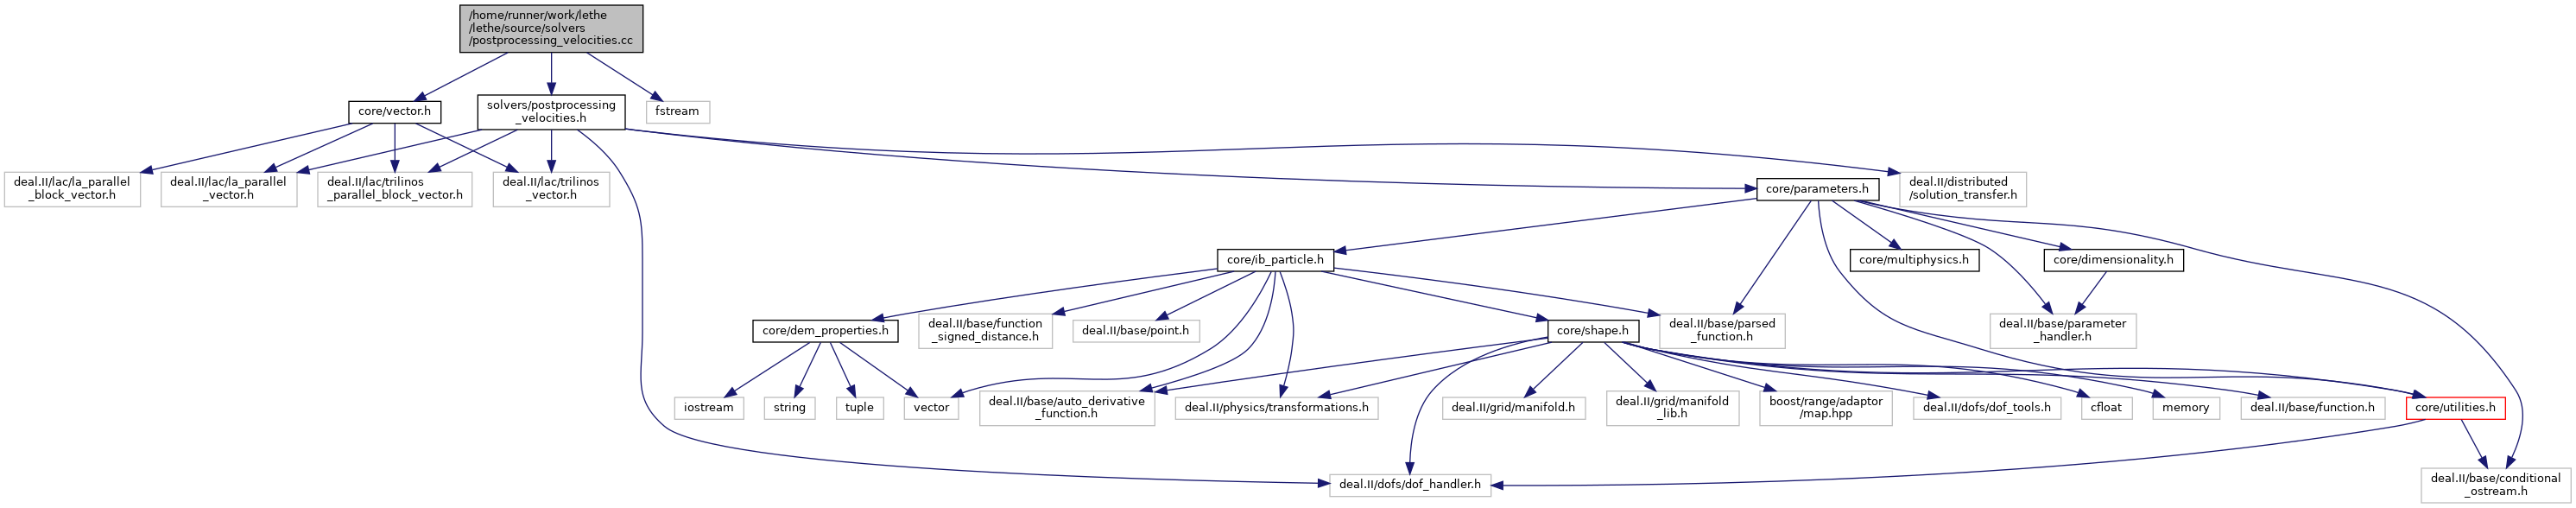 /home/runner/work/lethe
/lethe/source/solvers
/postprocessing_velocities.cc
core/vector.h
solvers/postprocessing
_velocities.h
fstream
deal.II/lac/la_parallel
_block_vector.h
deal.II/lac/la_parallel
_vector.h
deal.II/lac/trilinos
_parallel_block_vector.h
deal.II/lac/trilinos
_vector.h
core/parameters.h
deal.II/distributed
/solution_transfer.h
core/ib_particle.h
core/multiphysics.h
core/dimensionality.h
core/dem_properties.h
deal.II/base/function
_signed_distance.h
deal.II/base/point.h
core/shape.h
deal.II/base/parsed
_function.h
deal.II/base/parameter
_handler.h
iostream
string
tuple
vector
deal.II/base/auto_derivative
_function.h
deal.II/physics/transformations.h
deal.II/grid/manifold.h
deal.II/grid/manifold
_lib.h
boost/range/adaptor
/map.hpp
deal.II/dofs/dof_tools.h
cfloat
memory
deal.II/base/function.h
core/utilities.h
deal.II/dofs/dof_handler.h
deal.II/base/conditional
_ostream.h